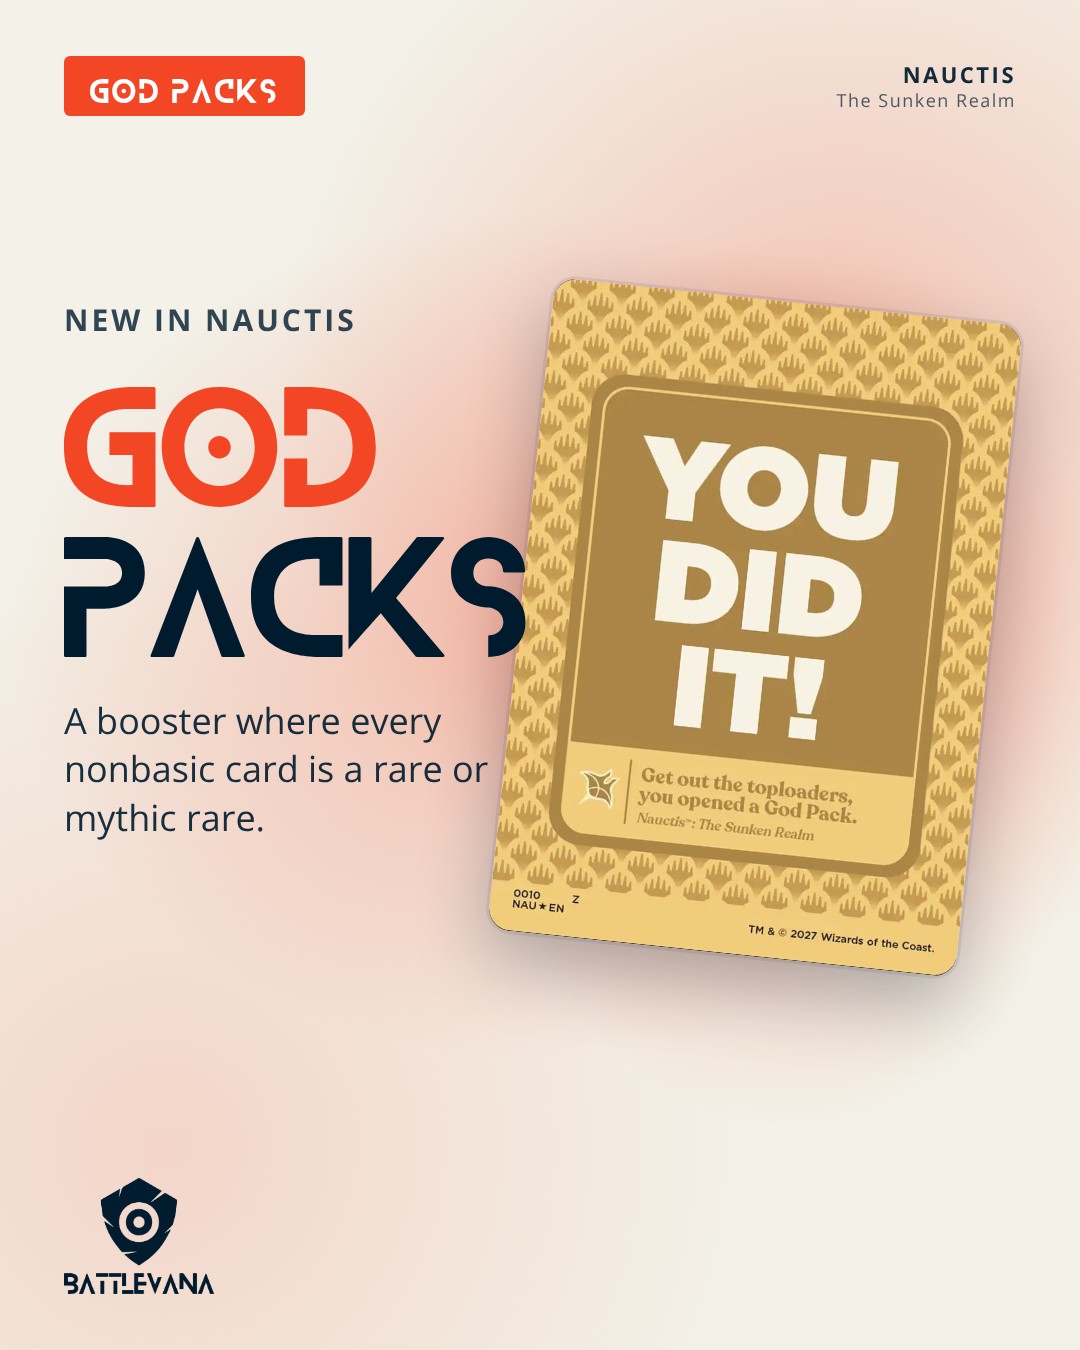 GOD PACKS
NAUCTIS
The Sunken Realm
NEW IN NAUCTIS
GOD
PACKS
A booster where every
nonbasic card is a rare or
mythic rare.
YOU
DID
IT!
Get out the toploaders,
you opened a God Pack.
Nauctis™: The Sunken Realm
0010 Z
NAU★EN
TM & © 2027 Wizards of the Coast.
BATTLEVANA